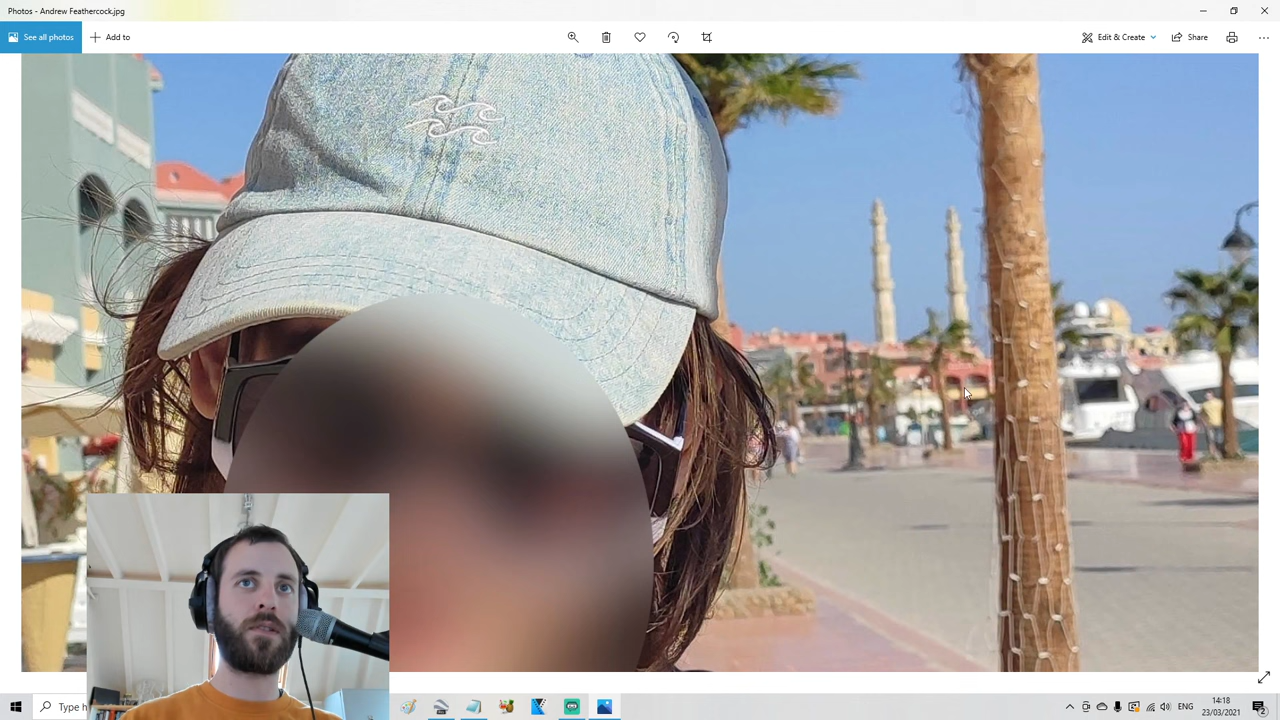 Photos - Andrew Feathercock.jpg
See all photos
Add to
Edit & Create
Share
Type h
ENG
14:18
23/03/2021
2